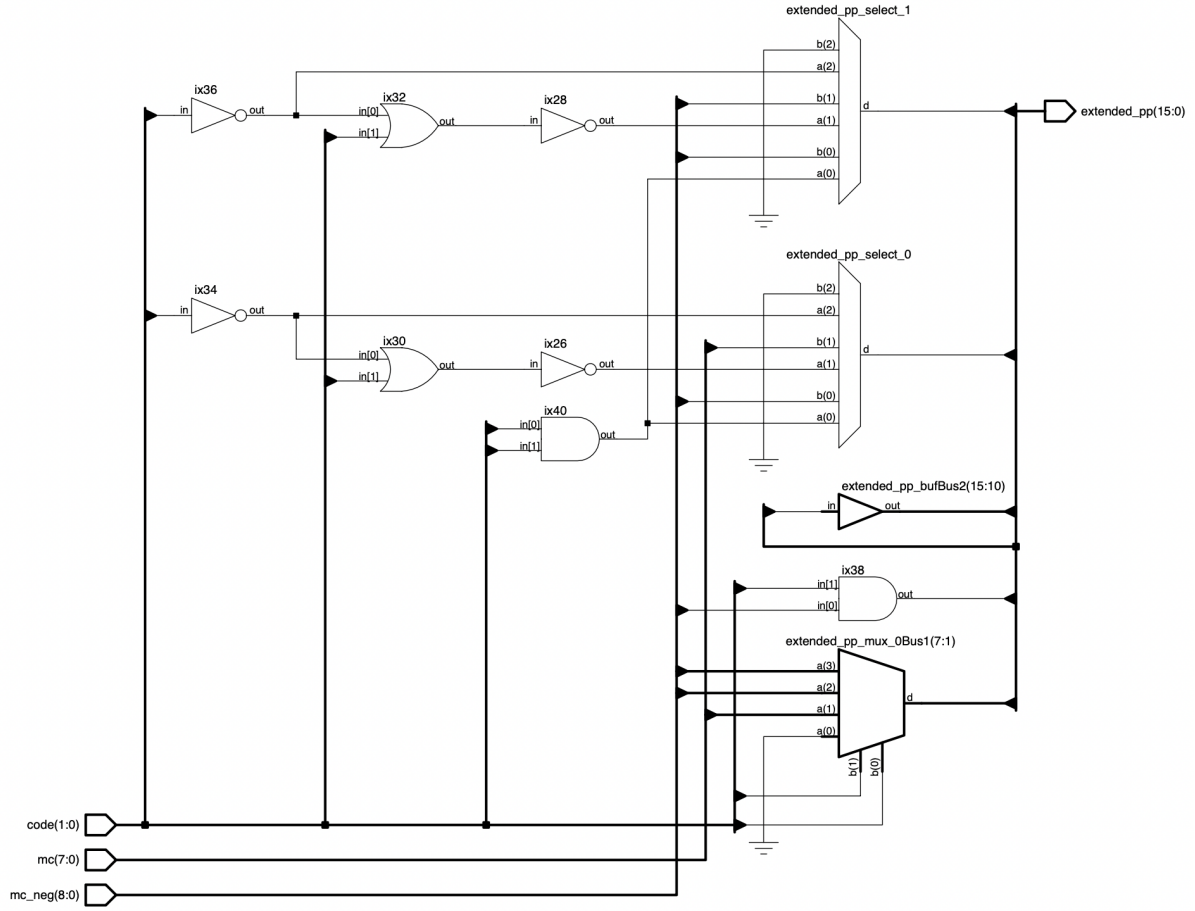 extended_pp_select_1
b(2)
a(2)
ix36
ix32
ix28
b(1)
in out
in[0]
d
extended_pp(15:0)
out
in out
a(1)
in[1]
b(0)
a(0)
extended_pp_select_0
ix34
b(2)
in out
a(2)
ix30
ix26
b(1)
in[0]
d
out
in out
a(1)
in[1]
b(0)
ix40
in[0]
a(0)
out
in[1]
extended_pp_bufBus2(15:10)
in out
ix38
in[1]
out
in[0]
extended_pp_mux_0Bus1(7:1)
a(3)
a(2)
d
a(1)
a(0)
b(1)
b(0)
code(1:0)
mc(7:0)
mc_neg(8:0)